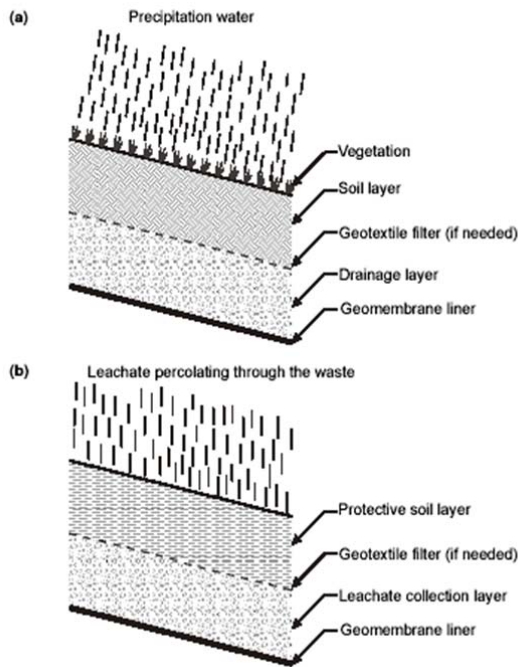 (a)
Precipitation water
Vegetation
Soil layer
Geotextile filter (if needed)
Drainage layer
Geomembrane liner
(b)
Leachate percolating through the waste
Protective soil layer
Geotextile filter (if needed)
Leachate collection layer
Geomembrane liner